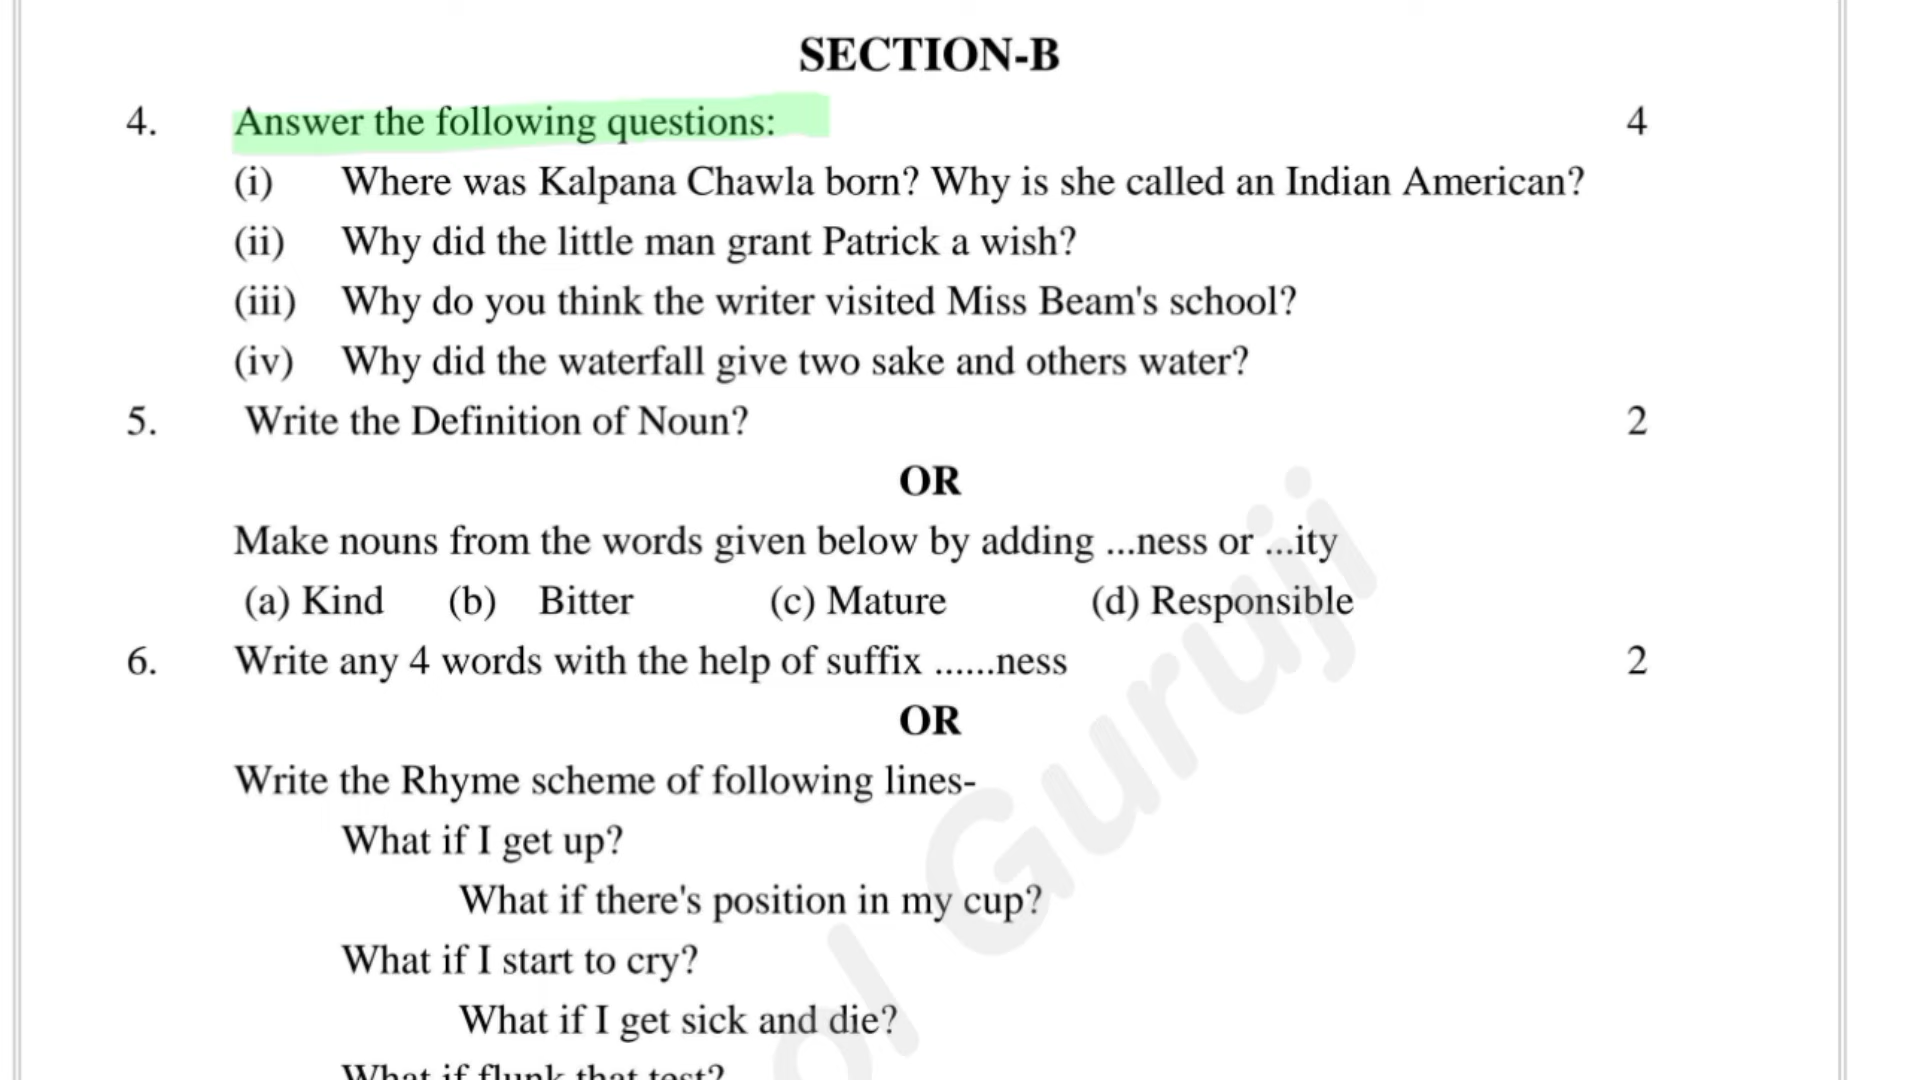 SECTION-B
4. Answer the following questions: 4
(i) Where was Kalpana Chawla born? Why is she called an Indian American?
(ii) Why did the little man grant Patrick a wish?
(iii) Why do you think the writer visited Miss Beam's school?
(iv) Why did the waterfall give two sake and others water?
5. Write the Definition of Noun? 2
OR
Make nouns from the words given below by adding ...ness or ...ity
(a) Kind (b) Bitter (c) Mature (d) Responsible
6. Write any 4 words with the help of suffix ......ness 2
OR
Write the Rhyme scheme of following lines-
What if I get up?
What if there's position in my cup?
What if I start to cry?
What if I get sick and die?
What if flunk that test?
ol Guruji